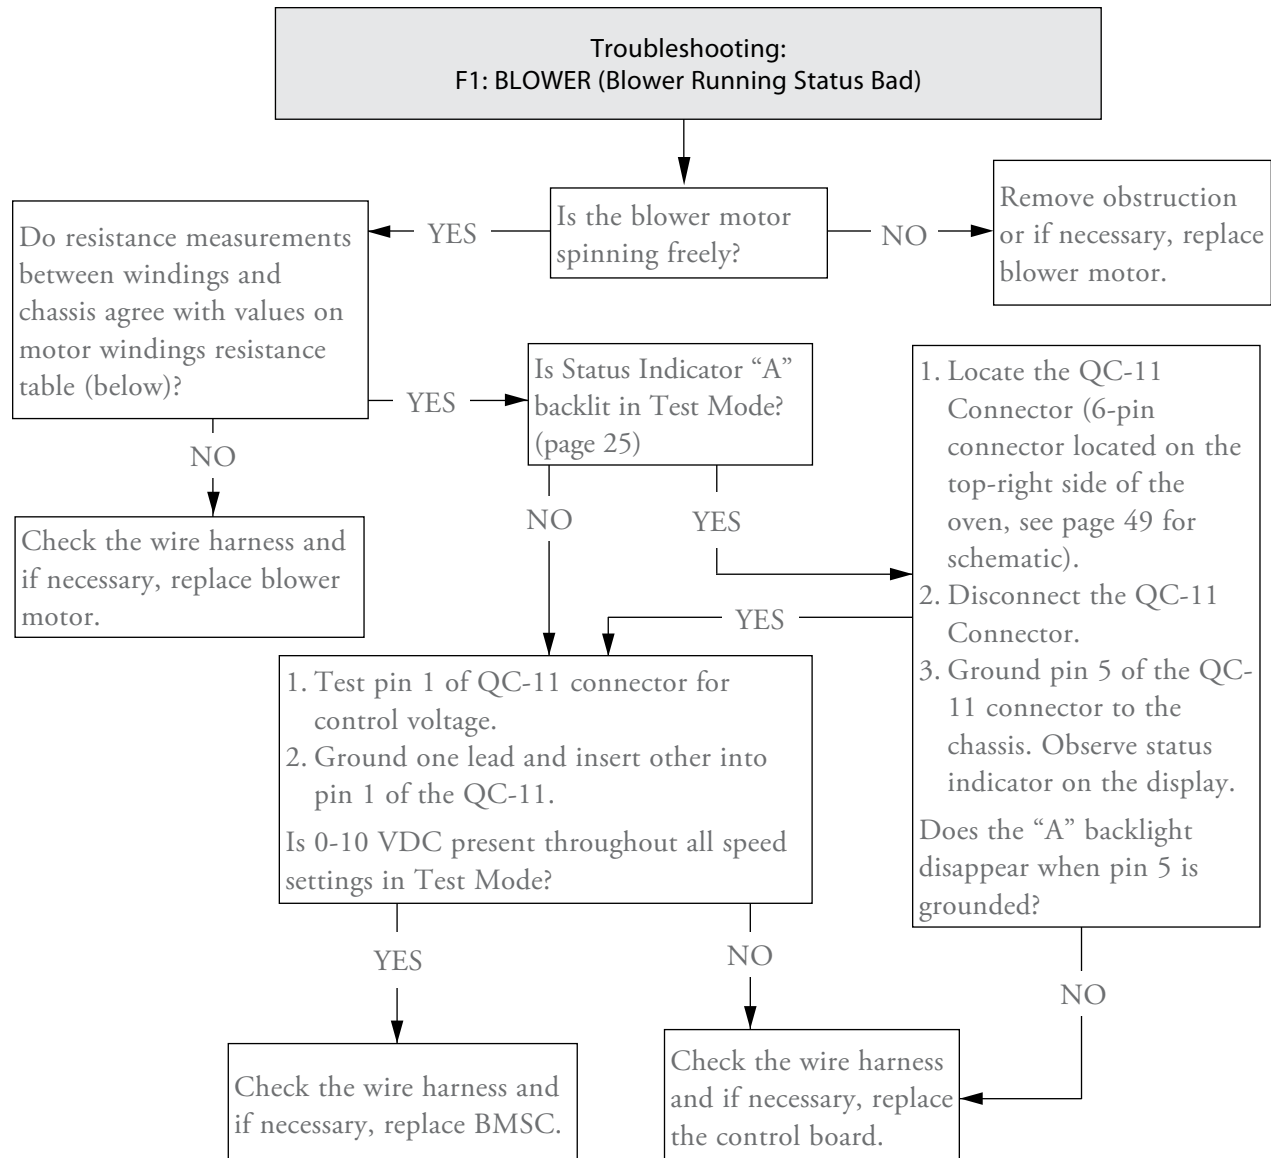 Troubleshooting:
F1: BLOWER (Blower Running Status Bad)
Is the blower motor
spinning freely?
YES
NO
Remove obstruction
or if necessary, replace
blower motor.
Do resistance measurements
between windings and
chassis agree with values on
motor windings resistance
table (below)?
YES
NO
Check the wire harness and
if necessary, replace blower
motor.
Is Status Indicator “A”
backlit in Test Mode?
(page 25)
NO
YES
1. Locate the QC-11
Connector (6-pin
connector located on the
top-right side of the
oven, see page 49 for
schematic).
2. Disconnect the QC-11
Connector.
3. Ground pin 5 of the QC-
11 connector to the
chassis. Observe status
indicator on the display.
Does the “A” backlight
disappear when pin 5 is
grounded?
YES
NO
1. Test pin 1 of QC-11 connector for
control voltage.
2. Ground one lead and insert other into
pin 1 of the QC-11.
Is 0-10 VDC present throughout all speed
settings in Test Mode?
YES
NO
Check the wire harness and
if necessary, replace BMSC.
Check the wire harness
and if necessary, replace
the control board.